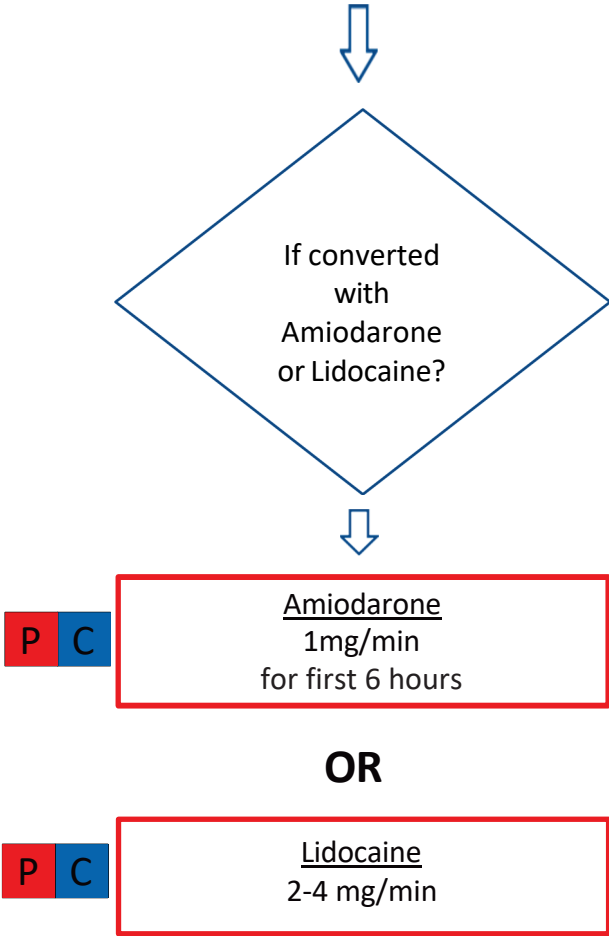 If converted
with
Amiodarone
or Lidocaine?
Amiodarone
P C 1mg/min
for first 6 hours
OR
Lidocaine
P C 2-4 mg/min